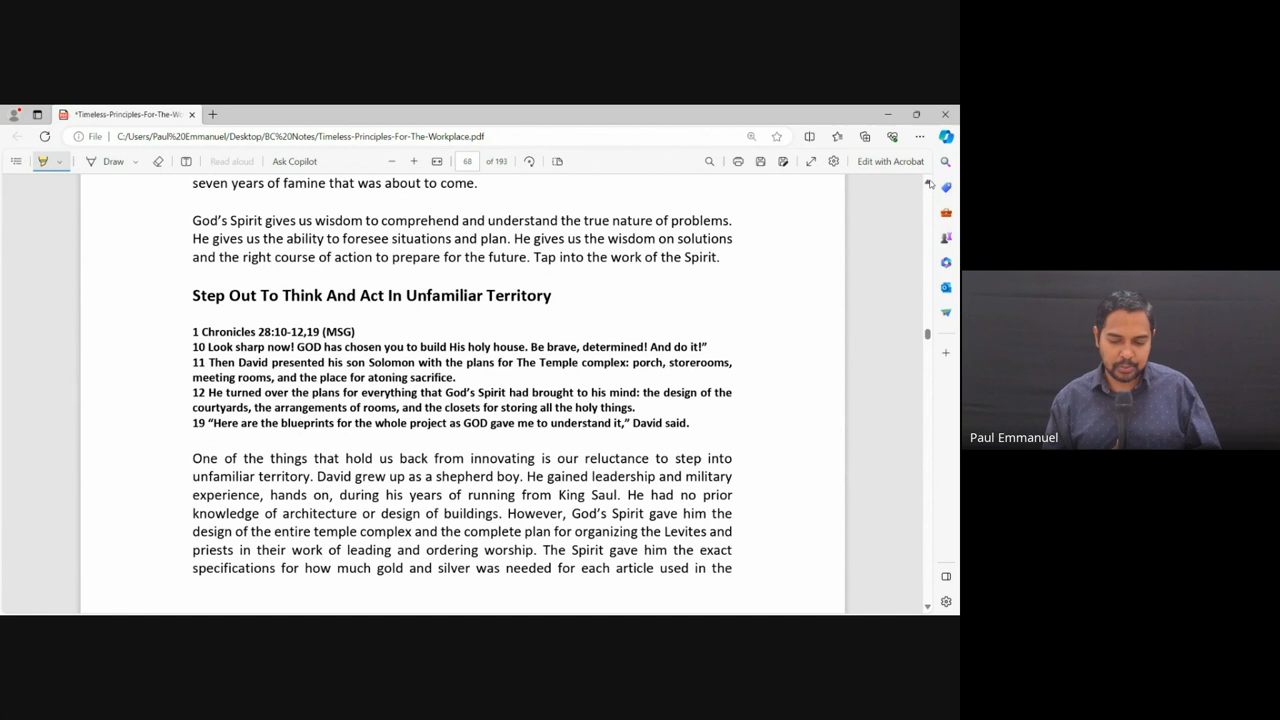 *Timeless-Principles-For-The-Wo
File
C:/Users/Paul%20Emmanuel/Desktop/BC%20Notes/Timeless-Principles-For-The-Workplace.pdf
Draw
Read aloud
Ask Copilot
68
of 193
Edit with Acrobat
seven years of famine that was about to come.
God’s Spirit gives us wisdom to comprehend and understand the true nature of problems.
He gives us the ability to foresee situations and plan. He gives us the wisdom on solutions
and the right course of action to prepare for the future. Tap into the work of the Spirit.
Step Out To Think And Act In Unfamiliar Territory
1 Chronicles 28:10-12,19 (MSG)
10 Look sharp now! GOD has chosen you to build His holy house. Be brave, determined! And do it!”
11 Then David presented his son Solomon with the plans for The Temple complex: porch, storerooms,
meeting rooms, and the place for atoning sacrifice.
12 He turned over the plans for everything that God’s Spirit had brought to his mind: the design of the
courtyards, the arrangements of rooms, and the closets for storing all the holy things.
19 “Here are the blueprints for the whole project as GOD gave me to understand it,” David said.
One of the things that hold us back from innovating is our reluctance to step into
unfamiliar territory. David grew up as a shepherd boy. He gained leadership and military
experience, hands on, during his years of running from King Saul. He had no prior
knowledge of architecture or design of buildings. However, God’s Spirit gave him the
design of the entire temple complex and the complete plan for organizing the Levites and
priests in their work of leading and ordering worship. The Spirit gave him the exact
specifications for how much gold and silver was needed for each article used in the
Paul Emmanuel